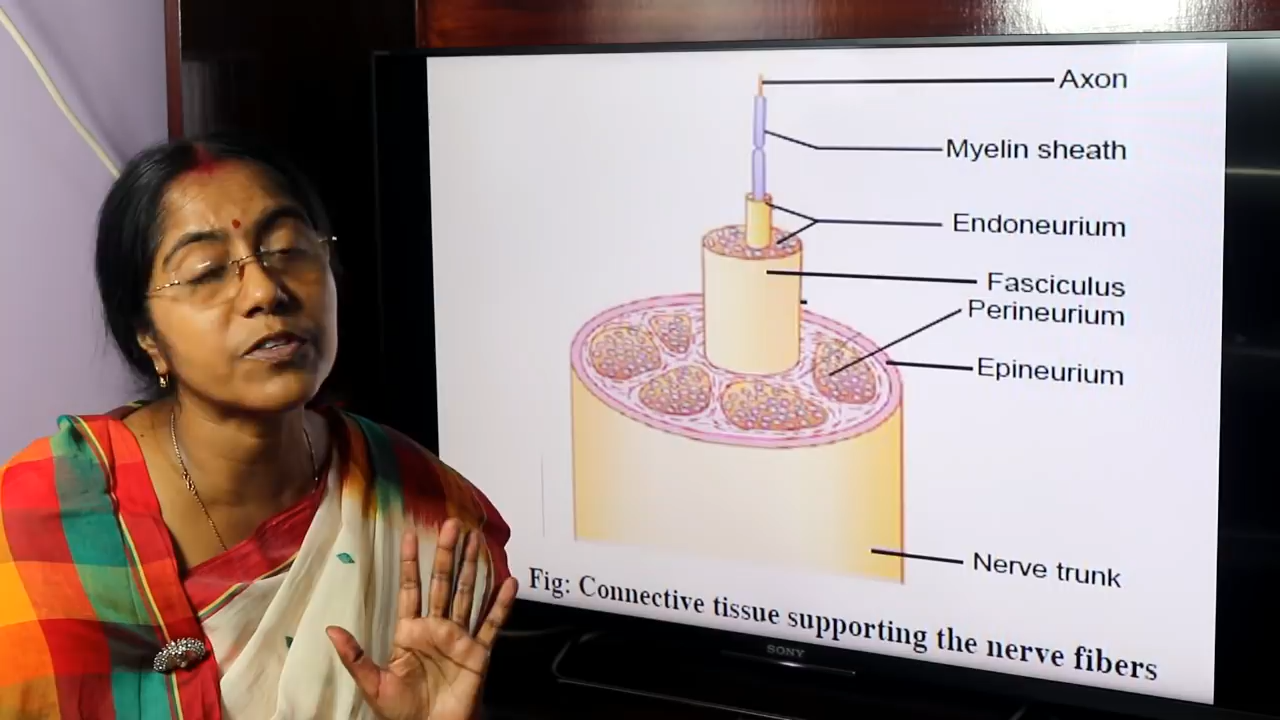 Axon
Myelin sheath
Endoneurium
Fasciculus
Perineurium
Epineurium
Nerve trunk
Fig: Connective tissue supporting the nerve fibers
SONY